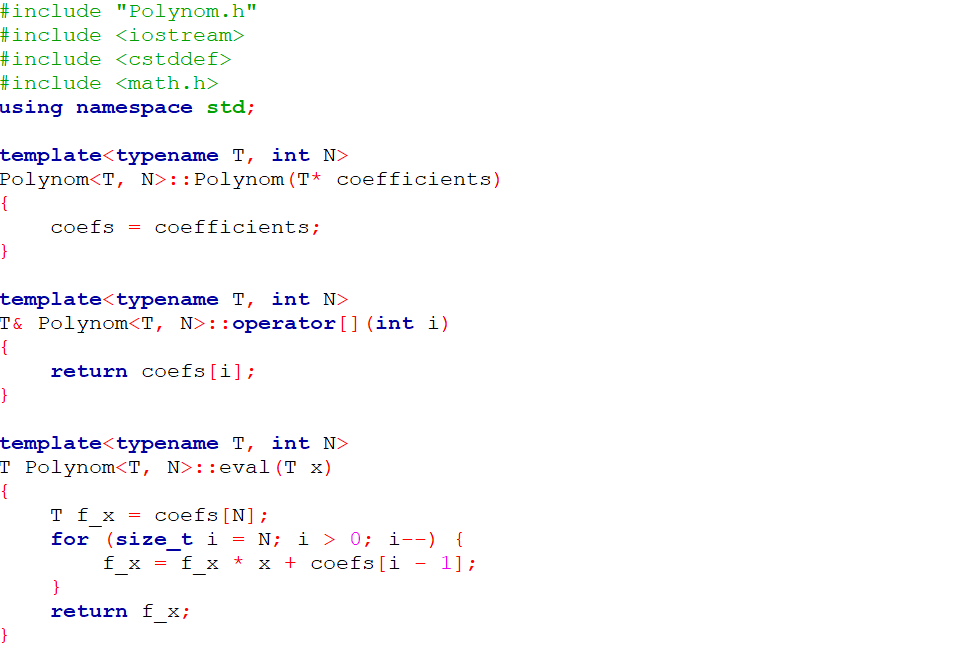 #include "Polynom.h"
#include <iostream>
#include <cstddef>
#include <math.h>
using namespace std;

template<typename T, int N>
Polynom<T, N>::Polynom(T* coefficients)
{
    coefs = coefficients;
}

template<typename T, int N>
T& Polynom<T, N>::operator[](int i)
{
    return coefs[i];
}

template<typename T, int N>
T Polynom<T, N>::eval(T x)
{
    T f_x = coefs[N];
    for (size_t i = N; i > 0; i--) {
        f_x = f_x * x + coefs[i - 1];
    }
    return f_x;
}